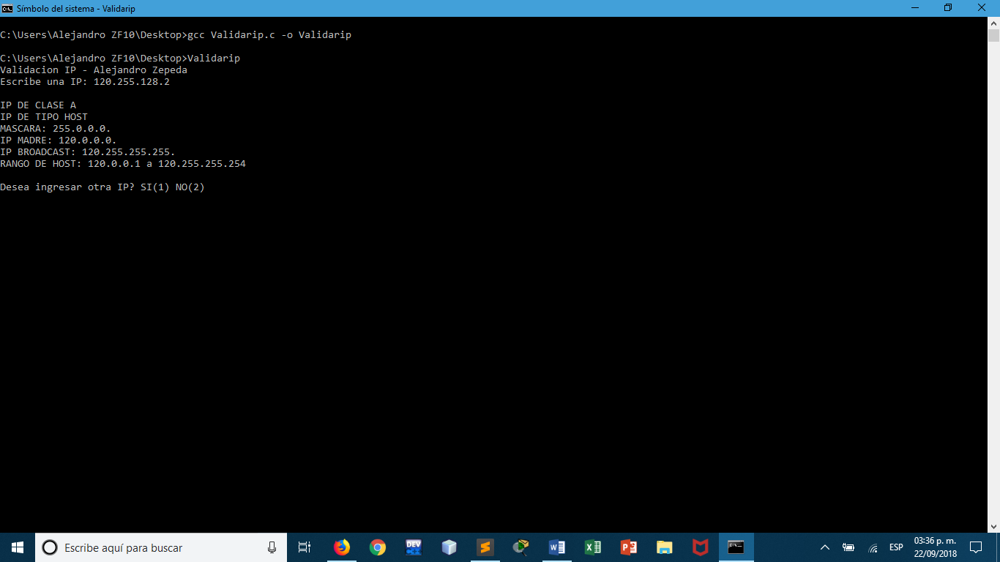 Símbolo del sistema - Validarip
C:\Users\Alejandro ZF10\Desktop>gcc Validarip.c -o Validarip
C:\Users\Alejandro ZF10\Desktop>Validarip
Validacion IP - Alejandro Zepeda
Escribe una IP: 120.255.128.2
IP DE CLASE A
IP DE TIPO HOST
MASCARA: 255.0.0.0.
IP MADRE: 120.0.0.0.
IP BROADCAST: 120.255.255.255.
RANGO DE HOST: 120.0.0.1 a 120.255.255.254
Desea ingresar otra IP? SI(1) NO(2)
Escribe aquí para buscar
DEV
ESP
03:36 p. m.
22/09/2018